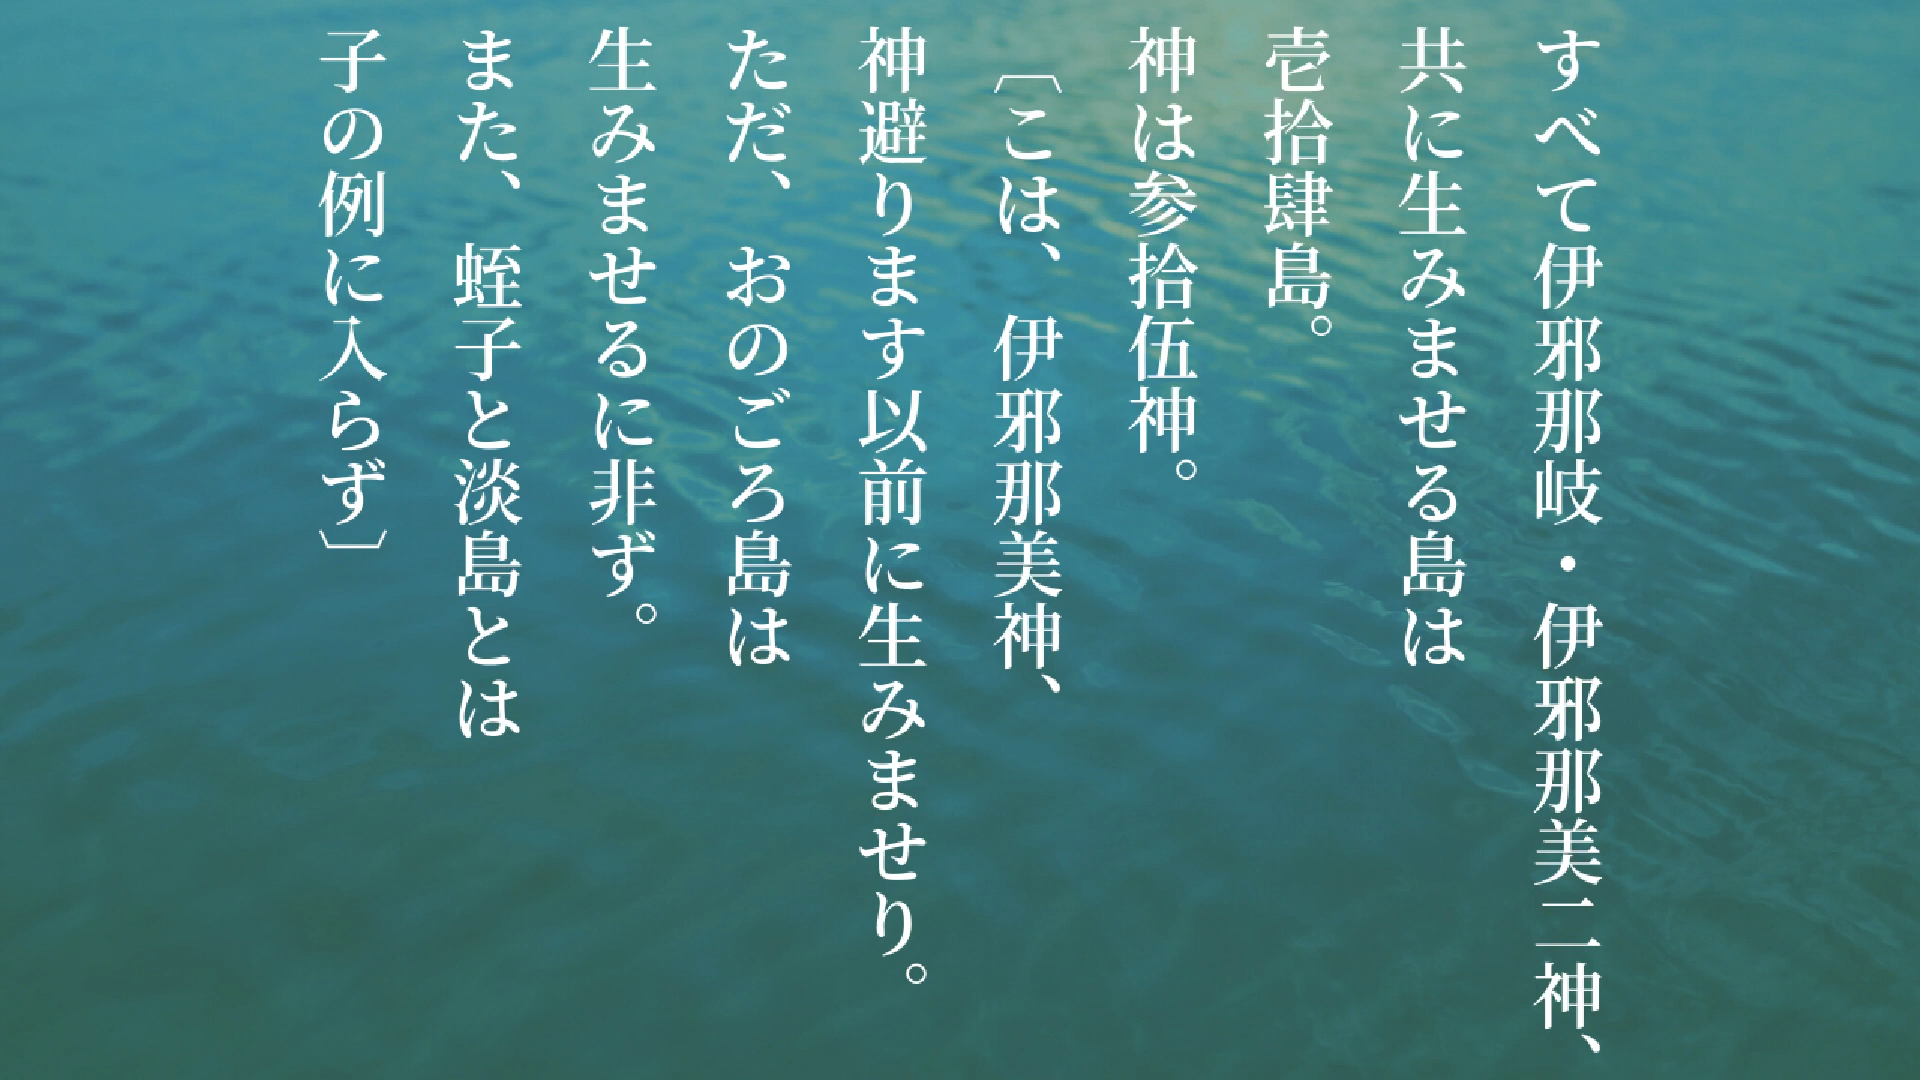 すべて伊邪那岐・伊邪那美二神、
共に生みませる島は
壱拾肆島。
神は参拾伍神。
〔こは、伊邪那美神、
神避ります以前に生みませり。
ただ、おのごろ島は
生みませるに非ず。
また、蛭子と淡島とは
子の例に入らず〕